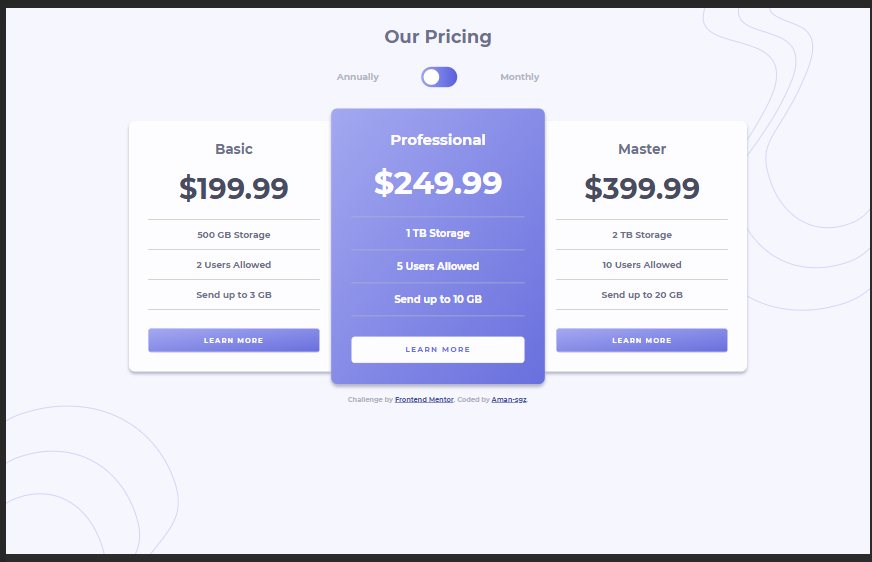 Our Pricing
Annually
Monthly
Basic
$199.99
500 GB Storage
2 Users Allowed
Send up to 3 GB
LEARN MORE
Professional
$249.99
1 TB Storage
5 Users Allowed
Send up to 10 GB
LEARN MORE
Master
$399.99
2 TB Storage
10 Users Allowed
Send up to 20 GB
LEARN MORE
Challenge by Frontend Mentor. Coded by Aman-sgz.